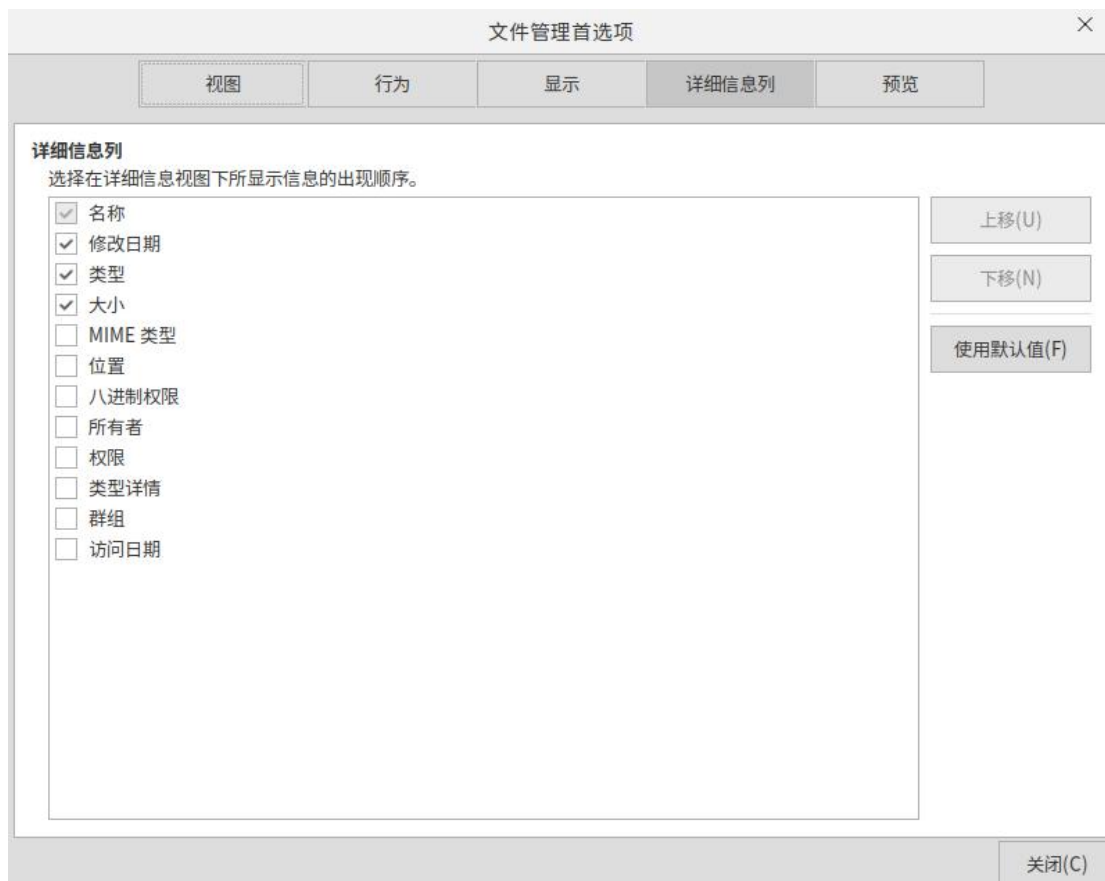 文件管理首选项
视图 行为 显示 详细信息列 预览
详细信息列
选择在详细信息视图下所显示信息的出现顺序。
名称
修改日期
类型
大小
MIME 类型
位置
八进制权限
所有者
权限
类型详情
群组
访问日期
上移(U)
下移(N)
使用默认值(F)
关闭(C)